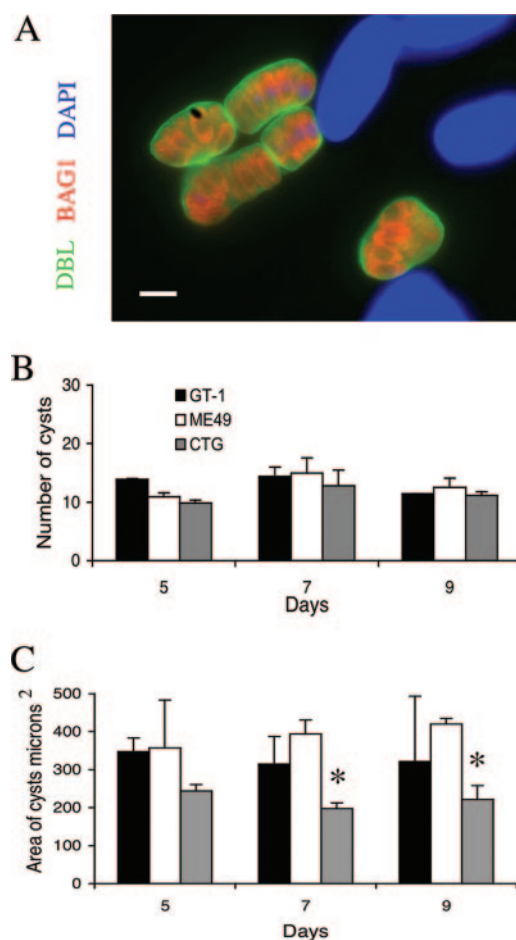 A
DBL BAG1 DAPI
B
Number of cysts
30
20
10
0
GT-1
ME49
CTG
5 7 9
Days
C
Area of cysts microns 2
500
400
300
200
100
0
* *
5 7 9
Days